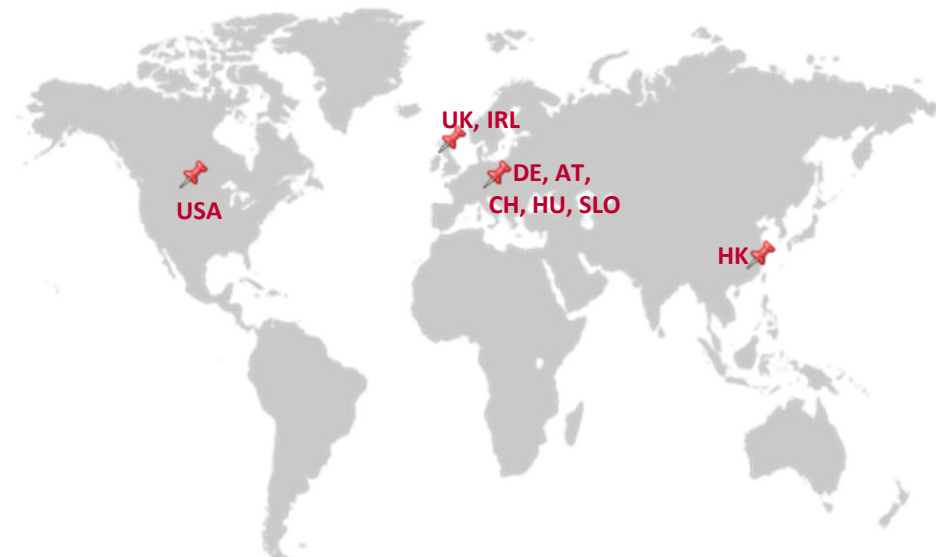 UK, IRL
DE, AT,
USA
CH, HU, SLO
HK